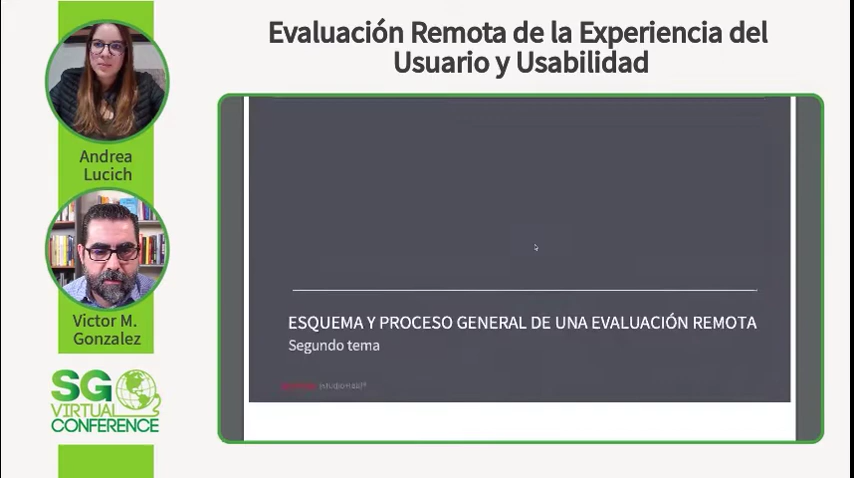 Evaluación Remota de la Experiencia del
Usuario y Usabilidad
Andrea
Lucich
Victor M.
Gonzalez
SG
VIRTUAL
CONFERENCE
ESQUEMA Y PROCESO GENERAL DE UNA EVALUACIÓN REMOTA
Segundo tema